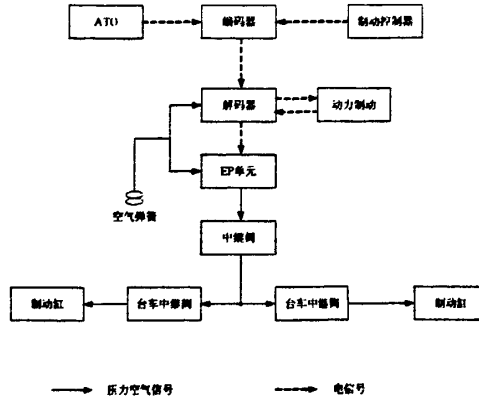 ATO
编码器
制动控制器
解码器
动力制动
EP单元
空气弹簧
中继阀
制动缸
台车中继阀
台车中继阀
制动缸
压力空气信号
电信号